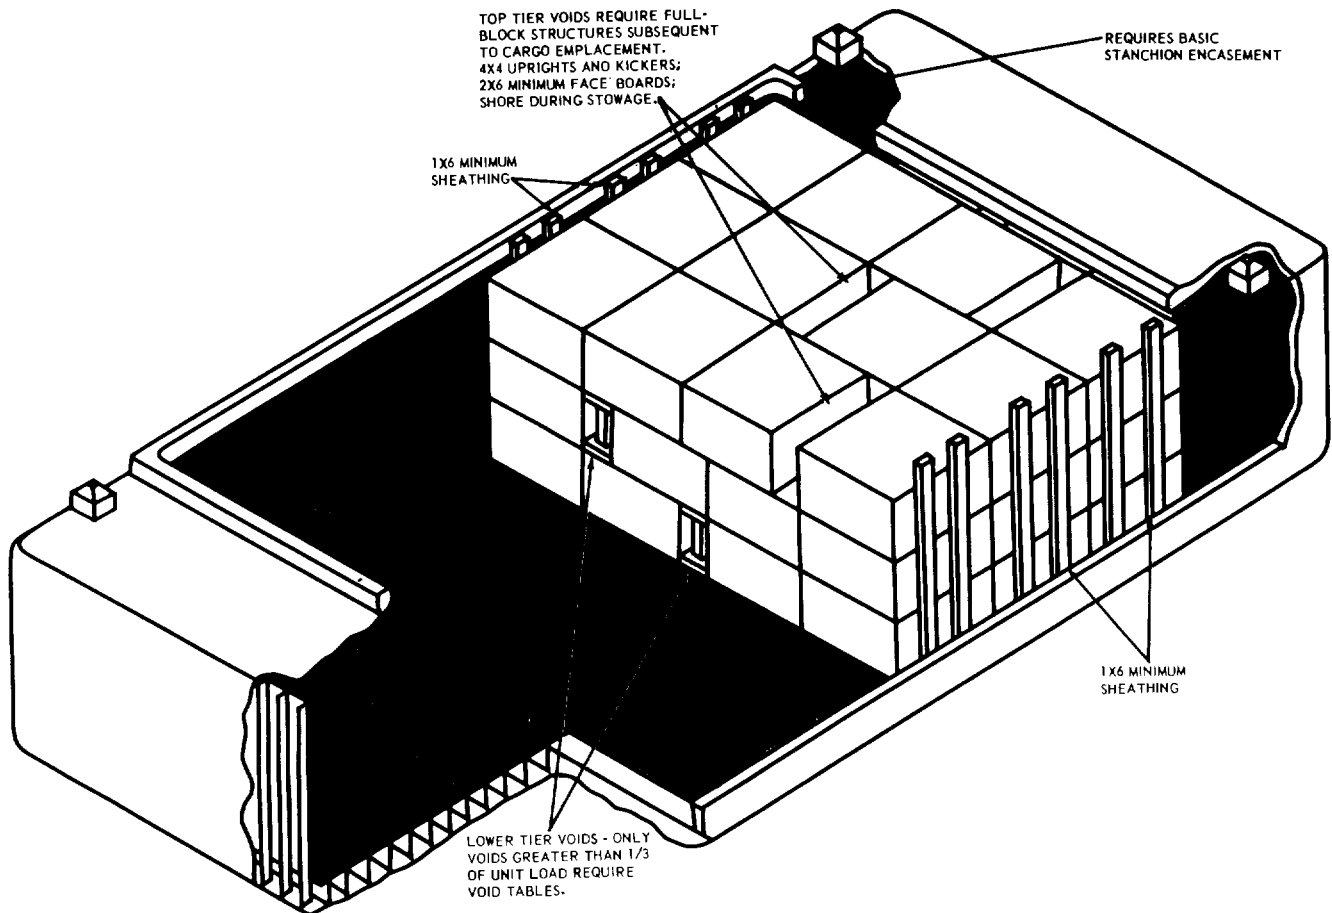 TOP TIER VOIDS REQUIRE FULL-
BLOCK STRUCTURES SUBSEQUENT
TO CARGO EMPLACEMENT.
4X4 UPRIGHTS AND KICKERS;
2X6 MINIMUM FACE BOARDS;
SHORE DURING STOWAGE.
REQUIRES BASIC
STANCHION ENCASEMENT
1X6 MINIMUM
SHEATHING
1X6 MINIMUM
SHEATHING
LOWER TIER VOIDS - ONLY
VOIDS GREATER THAN 1/3
OF UNIT LOAD REQUIRE
VOID TABLES.